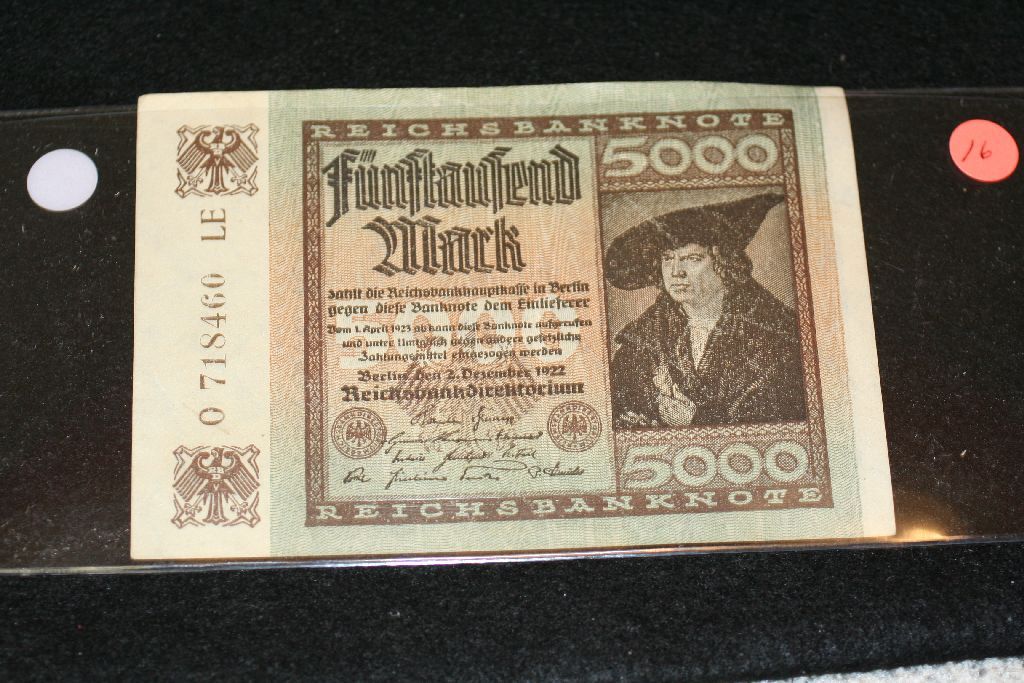 REICHSBANKNOTE
5000
Fünftausend
Mark
zahlt die Reichsbankhauptkasse in Berlin
gegen diese Banknote dem Einlieferer
Vom 1. April 1923 ab kann diese Banknote aufgerufen
und unter Umtausch gegen andere gesetzliche
Zahlungsmittel eingezogen werden
Berlin, den 2. Dezember 1922
Reichsbankdirektorium
5000
REICHSBANKNOTE
O 718460 LE
16